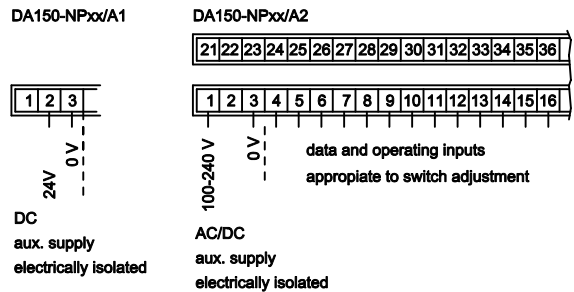 DA150-NPxx/A1
DA150-NPxx/A2
21 22 23 24 25 26 27 28 29 30 31 32 33 34 35 36
1 2 3
1 2 3 4 5 6 7 8 9 10 11 12 13 14 15 16
24V
0 V
100-240 V
0 V
data and operating inputs
appropiate to switch adjustment
DC
aux. supply
electrically isolated
AC/DC
aux. supply
electrically isolated